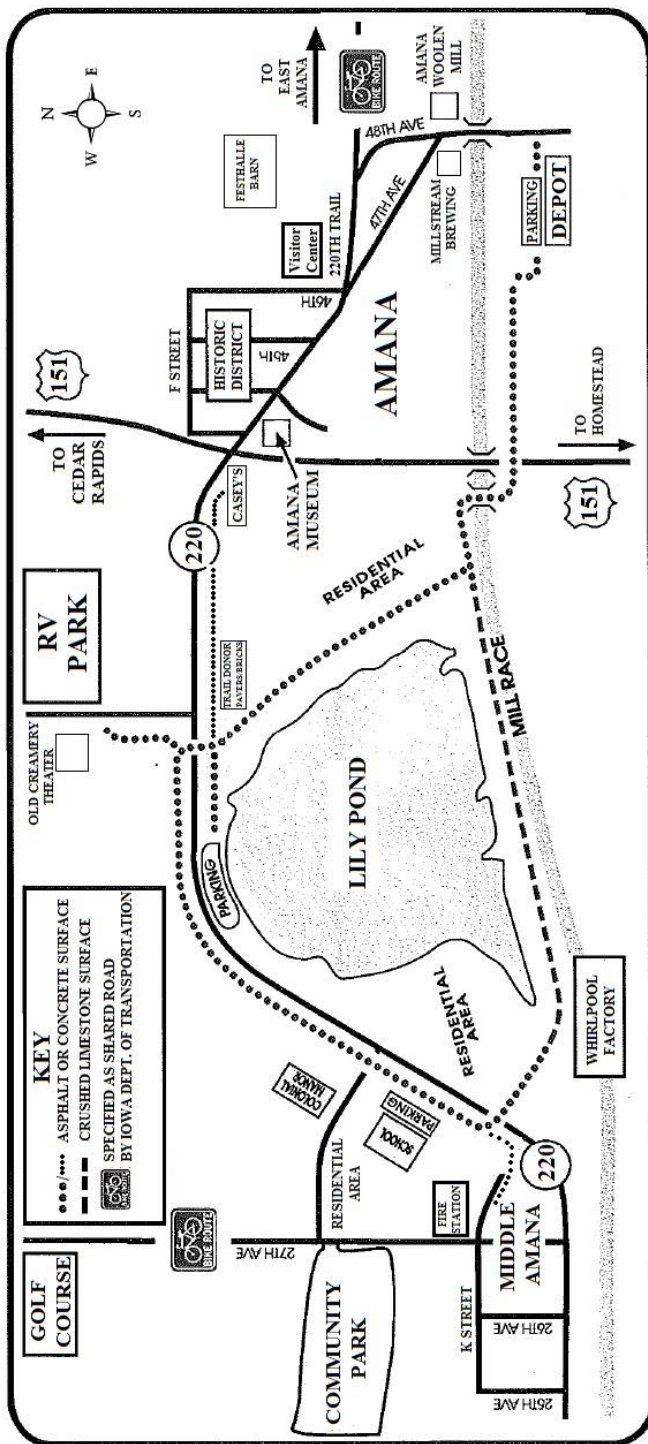 GOLF
COURSE
KEY
ASPHALT OR CONCRETE SURFACE
CRUSHED LIMESTONE SURFACE
SPECIFIED AS SHARED ROAD
BY IOWA DEPT. OF TRANSPORTATION
BIKE ROUTE
BIKE ROUTE
27TH AVE
OLD CREAMERY
THEATER
RV
PARK
TO
CEDAR
RAPIDS
151
N
E
S
W
F STREET
HISTORIC
DISTRICT
45TH
46TH
FESTHALLE
BARN
Visitor
Center
220TH TRAIL
TO
EAST
AMANA
BIKE ROUTE
47TH AVE
48TH AVE
AMANA
WOOLEN
MILL
MILLSTREAM
BREWING
220
CASEY'S
AMANA
MUSEUM
AMANA
TRAIL DONOR
PAVERS/BRICKS
PARKING
LILY POND
RESIDENTIAL
AREA
COLONIAL
MANOR
RESIDENTIAL
AREA
COMMUNITY
PARK
SCHOOL
PARKING
FIRE
STATION
RESIDENTIAL
AREA
K STREET
MIDDLE
AMANA
26TH AVE
25TH AVE
220
MILL RACE
WHIRLPOOL
FACTORY
151
TO
HOMESTEAD
PARKING
DEPOT